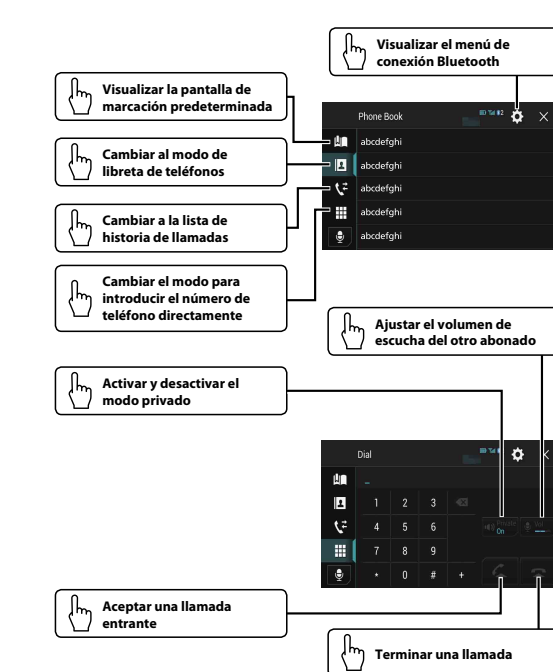 Visualizar el menú de
conexión Bluetooth
Visualizar la pantalla de
marcación predeterminada
Cambiar al modo de
libreta de teléfonos
Cambiar a la lista de
historia de llamadas
Cambiar el modo para
introducir el número de
teléfono directamente
Phone Book
abcdefghi
abcdefghi
abcdefghi
abcdefghi
abcdefghi
Ajustar el volumen de
escucha del otro abonado
Activar y desactivar el
modo privado
Dial
_
1 2 3
4 5 6
Private
On
Vol
7 8 9
* 0 # +
Aceptar una llamada
entrante
Terminar una llamada